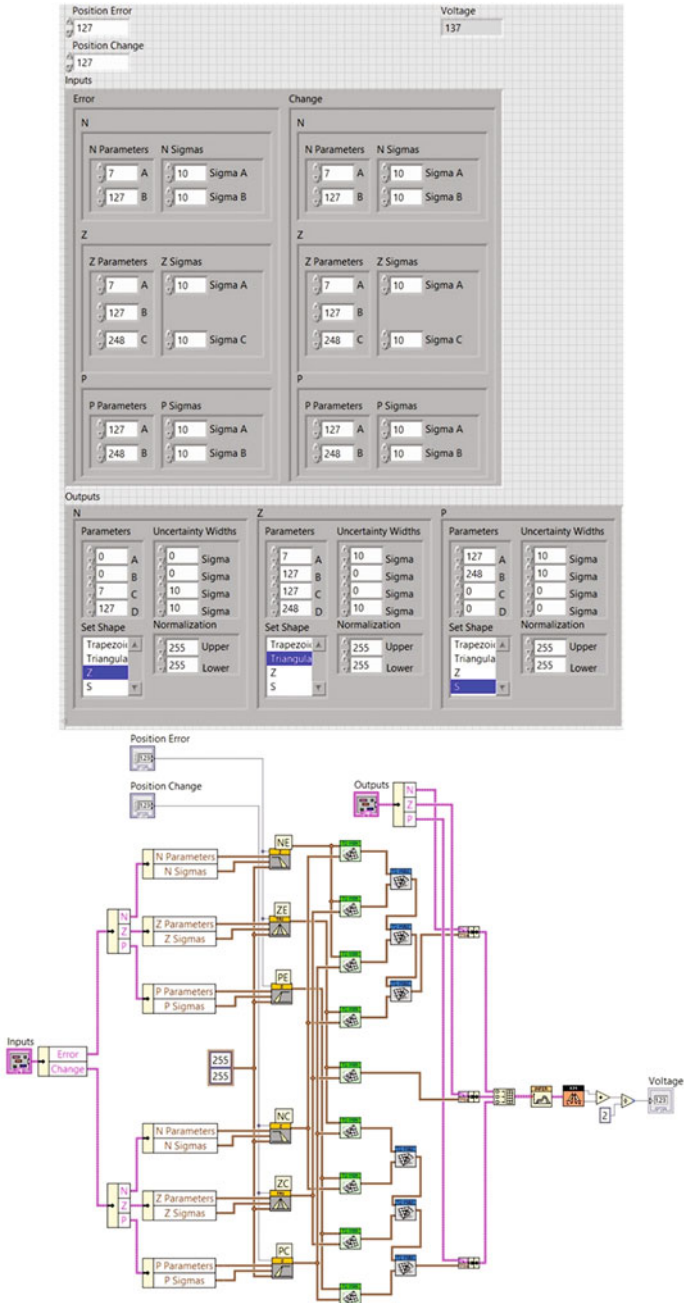 Position Error
127
Voltage
137
Position Change
127
Inputs
Error
N
N Parameters N Sigmas
7 A 10 Sigma A
127 B 10 Sigma B
Z
Z Parameters Z Sigmas
7 A 10 Sigma A
127 B
248 C 10 Sigma C
P
P Parameters P Sigmas
127 A 10 Sigma A
248 B 10 Sigma B
Change
N
N Parameters N Sigmas
7 A 10 Sigma A
127 B 10 Sigma B
Z
Z Parameters Z Sigmas
7 A 10 Sigma A
127 B
248 C 10 Sigma C
P
P Parameters P Sigmas
127 A 10 Sigma A
248 B 10 Sigma B
Outputs
N
Parameters Uncertainty Widths
0 A 0 Sigma
0 B 0 Sigma
7 C 10 Sigma
127 D 10 Sigma
Set Shape Normalization
Trapezoic 255 Upper
Triangula 255 Lower
Z
S
Z
Parameters Uncertainty Widths
7 A 10 Sigma
127 B 0 Sigma
127 C 0 Sigma
248 D 10 Sigma
Set Shape Normalization
Trapezoic 255 Upper
Triangula 255 Lower
Z
S
P
Parameters Uncertainty Widths
127 A 10 Sigma
248 B 10 Sigma
0 C 0 Sigma
0 D 0 Sigma
Set Shape Normalization
Trapezoic 255 Upper
Triangula 255 Lower
Z
S
Position Error
Position Change
Outputs
N
Z
P
NE
N Parameters
N Sigmas
N
Z
P
Z Parameters
Z Sigmas
ZE
P Parameters
P Sigmas
PE
Inputs
Error
Change
255
255
Voltage
2
N Parameters
N Sigmas
NC
N
Z
P
Z Parameters
Z Sigmas
ZC
P Parameters
P Sigmas
PC